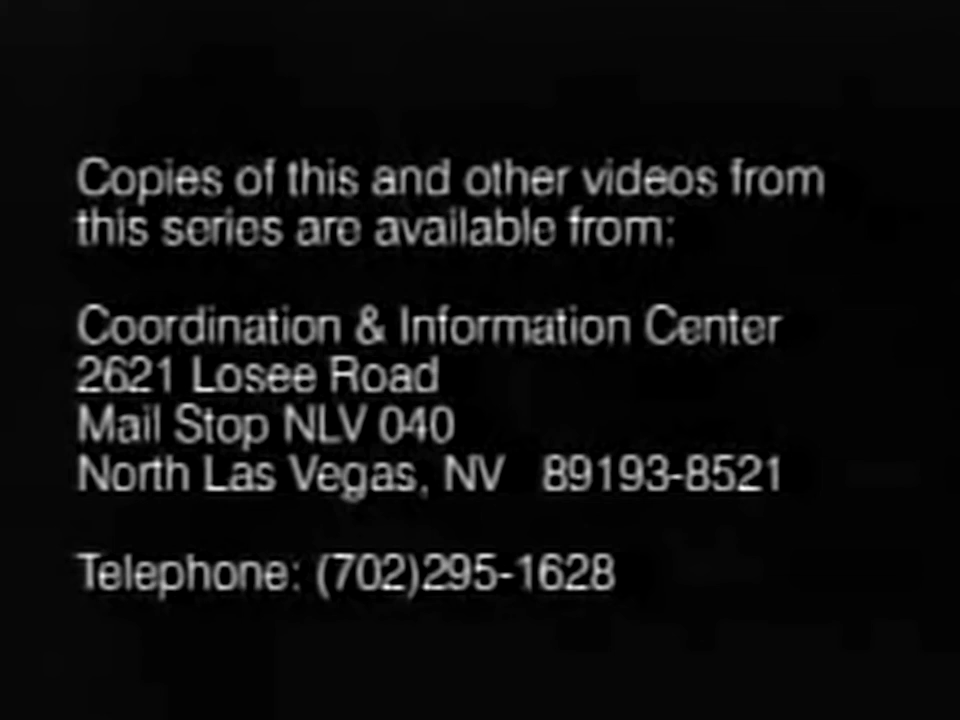 Copies of this and other videos from
this series are available from:
Coordination & Information Center
2621 Losee Road
Mail Stop NLV 040
North Las Vegas, NV 89193-8521
Telephone: (702)295-1628